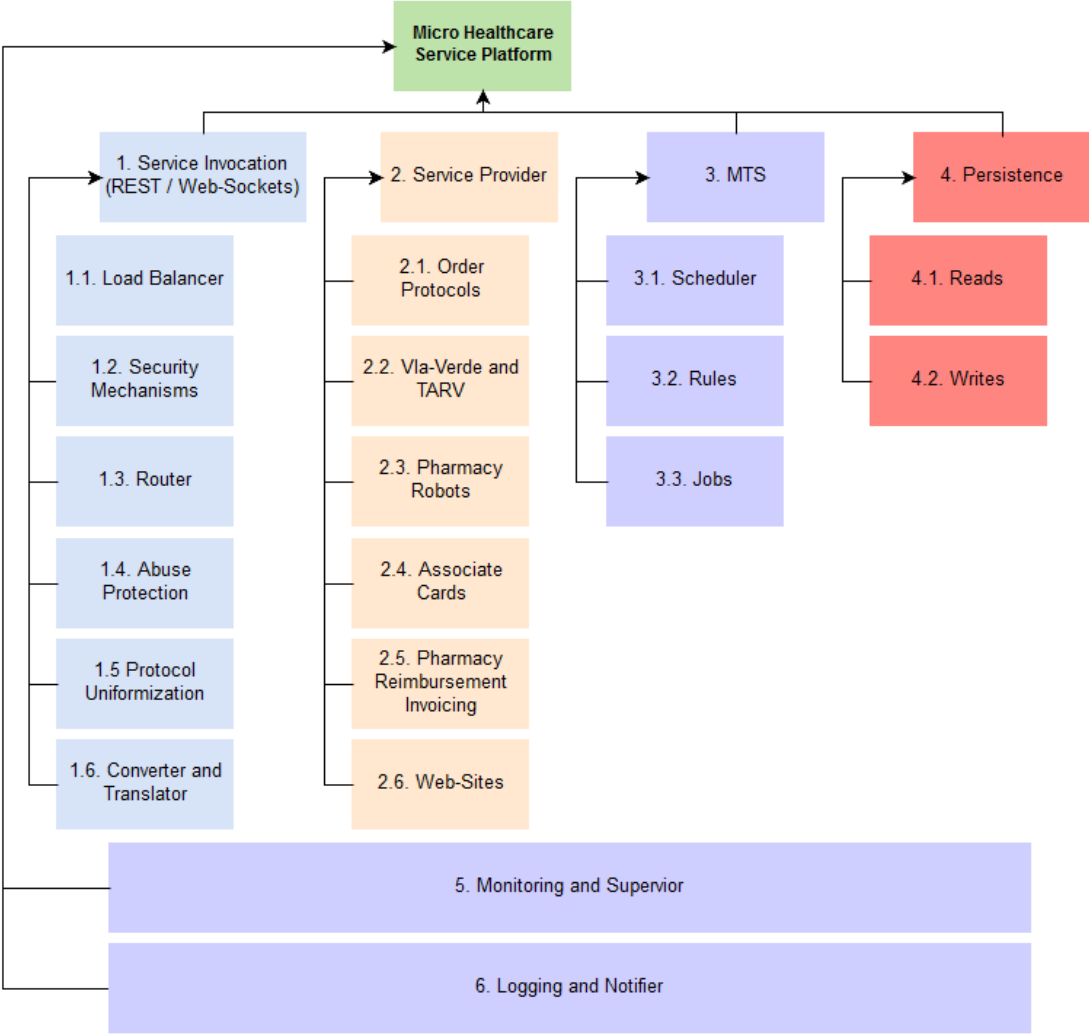 Micro Healthcare
Service Platform
1. Service Invocation
(REST / Web-Sockets)
2. Service Provider
3. MTS
4. Persistence
1.1. Load Balancer
2.1. Order
Protocols
3.1. Scheduler
4.1. Reads
1.2. Security
Mechanisms
2.2. Vla-Verde and
TARV
3.2. Rules
4.2. Writes
1.3. Router
2.3. Pharmacy
Robots
3.3. Jobs
1.4. Abuse
Protection
2.4. Associate
Cards
1.5 Protocol
Uniformization
2.5. Pharmacy
Reimbursement
Invoicing
1.6. Converter and
Translator
2.6. Web-Sites
5. Monitoring and Supervior
6. Logging and Notifier